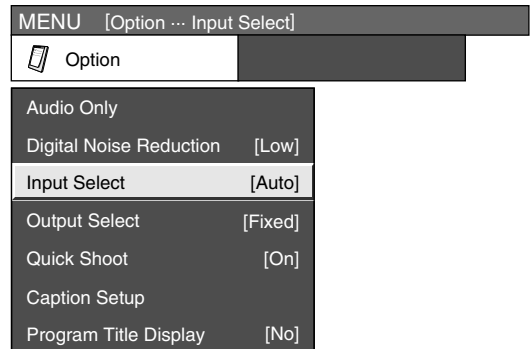 MENU [Option ··· Input Select]
Option
Audio Only
Digital Noise Reduction [Low]
Input Select [Auto]
Output Select [Fixed]
Quick Shoot [On]
Caption Setup
Program Title Display [No]